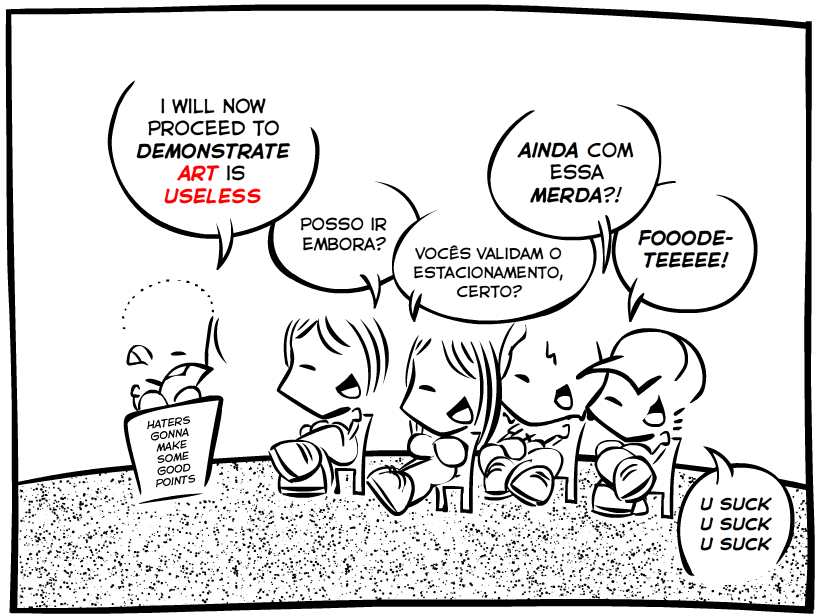 I WILL NOW
PROCEED TO
DEMONSTRATE
ART IS
USELESS
POSSO IR
EMBORA?
VOCÊS VALIDAM O
ESTACIONAMENTO,
CERTO?
AINDA COM
ESSA
MERDA?!
FOOODE-
TEEEEE!
HATERS
GONNA
MAKE
SOME
GOOD
POINTS
U SUCK
U SUCK
U SUCK